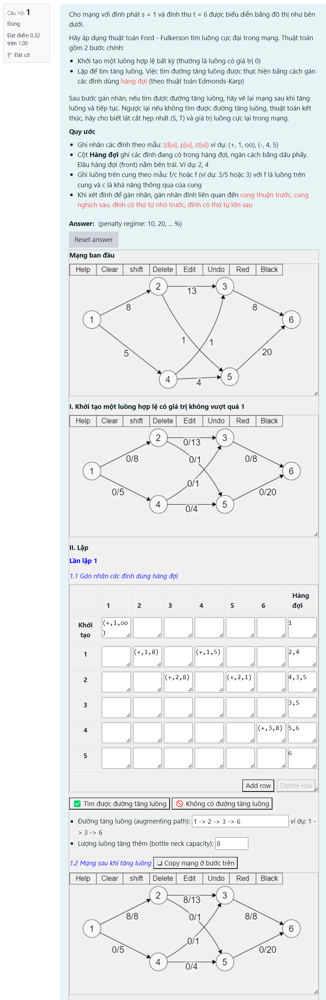 Câu hỏi 1
Đúng
Đạt điểm 0,32
trên 1,00
Đặt cờ
Cho mạng với đỉnh phát s = 1 và đỉnh thu t = 6 được biểu diễn bằng đồ thị như bên
dưới.
Hãy áp dụng thuật toán Ford - Fulkerson tìm luồng cực đại trong mạng. Thuật toán
gồm 2 bước chính:
• Khởi tạo một luồng hợp lệ bất kỳ (thường là luồng có giá trị 0)
• Lặp để tìm tăng luồng. Việc tìm đường tăng luồng được thực hiện bằng cách gán
các đỉnh dùng hàng đợi (theo thuật toán Edmonds-Karp)
Sau bước gán nhãn, nếu tìm được đường tăng luồng, hãy vẽ lại mạng sau khi tăng
luồng và tiếp tục. Ngược lại nếu không tìm được đường tăng luồng, thuật toán kết
thúc, hãy cho biết lát cắt hẹp nhất (S, T) và giá trị luồng cực lại trong mạng.
Quy ước
• Ghi nhãn các đỉnh theo mẫu: (d[u], p[u], σ[u]) ví dụ: (+, 1, oo), (-, 4, 5)
• Cột Hàng đợi ghi các đỉnh đang có trong hàng đợi, ngăn cách bằng dấu phẩy.
Đầu hàng đợi (front) nằm bên trái. Ví dụ: 2, 4
• Ghi luồng trên cung theo mẫu: f/c hoặc f (ví dụ: 3/5 hoặc 3) với f là luồng trên
cung và c là khả năng thông qua của cung
• Khi xét đỉnh để gán nhãn, gán nhãn đỉnh liên quan đến cung thuận trước, cung
nghịch sau, đỉnh có thứ tự nhỏ trước, đỉnh có thứ tự lớn sau
Answer: (penalty regime: 10, 20, ... %)
Reset answer
Mạng ban đầu
Help Clear shift Delete Edit Undo Red Black
2 3
13
8 8
1 6
1 1
5 20
4 5
4
I. Khởi tạo một luồng hợp lệ có giá trị không vượt quá 1
Help Clear shift Delete Edit Undo Red Black
2 3
0/13
0/8 0/1 0/8
1 6
0/1
0/5 0/20
4 5
0/4
II. Lặp
Lần lặp 1
1.1 Gán nhãn các đỉnh dùng hàng đợi
1 2 3 4 5 6 Hàng
đợi
Khởi (+,1,oo 1
tạo )
1 (+,1,8) (+,1,5) 2,4
2 (+,2,8) (+,2,1) 4,3,5
3 3,5
4 (+,3,8) 5,6
5 6
Add row Delete row
Tìm được đường tăng luồng Không có đường tăng luồng
• Đường tăng luồng (augmenting path): 1 -> 2 -> 3 -> 6 ví dụ: 1 -
> 3 -> 6
• Lượng luồng tăng thêm (bottle neck capacity): 8
1.2 Mạng sau khi tăng luồng Copy mạng ở bước trên
Help Clear shift Delete Edit Undo Red Black
2 3
8/13
8/8 0/1 8/8
1 6
0/1
0/5 0/20
4 5
0/4